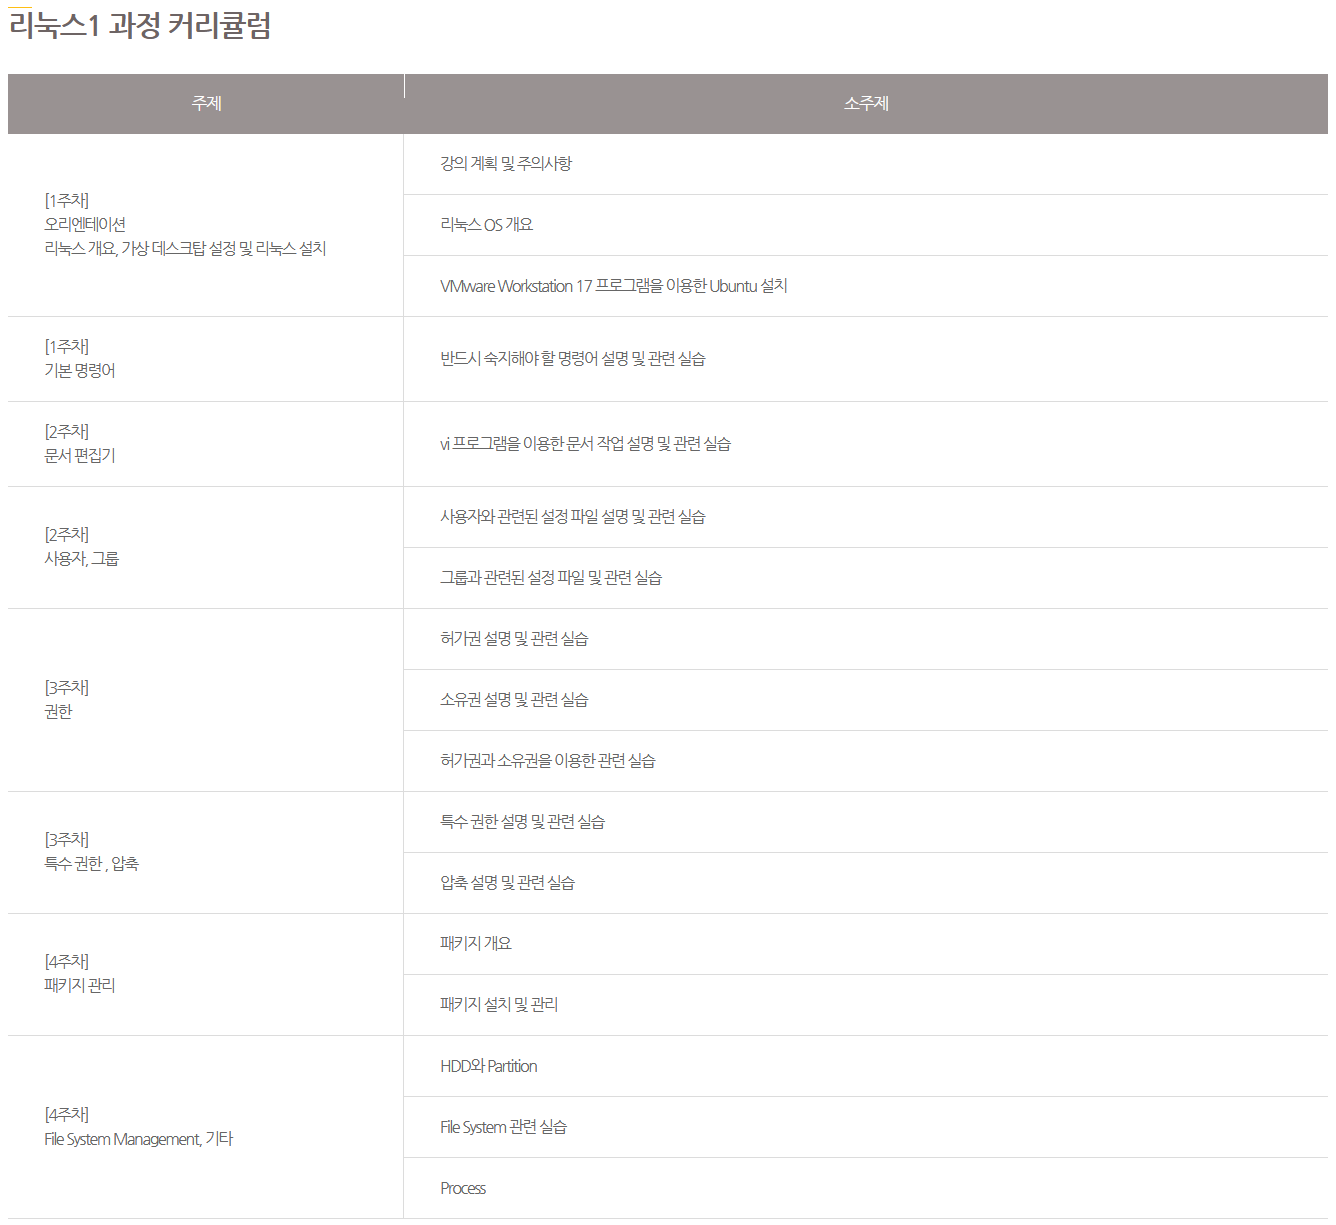 리눅스1 과정 커리큘럼
주제
소주제
[1주차]
오리엔테이션
리눅스 개요, 가상 데스크탑 설정 및 리눅스 설치
강의 계획 및 주의사항
리눅스 OS 개요
VMware Workstation 17 프로그램을 이용한 Ubuntu 설치
[1주차]
기본 명령어
반드시 숙지해야 할 명령어 설명 및 관련 실습
[2주차]
문서 편집기
vi 프로그램을 이용한 문서 작업 설명 및 관련 실습
[2주차]
사용자, 그룹
사용자와 관련된 설정 파일 설명 및 관련 실습
그룹과 관련된 설정 파일 및 관련 실습
[3주차]
권한
허가권 설명 및 관련 실습
소유권 설명 및 관련 실습
허가권과 소유권을 이용한 관련 실습
[3주차]
특수 권한 , 압축
특수 권한 설명 및 관련 실습
압축 설명 및 관련 실습
[4주차]
패키지 관리
패키지 개요
패키지 설치 및 관리
[4주차]
File System Management, 기타
HDD와 Partition
File System 관련 실습
Process